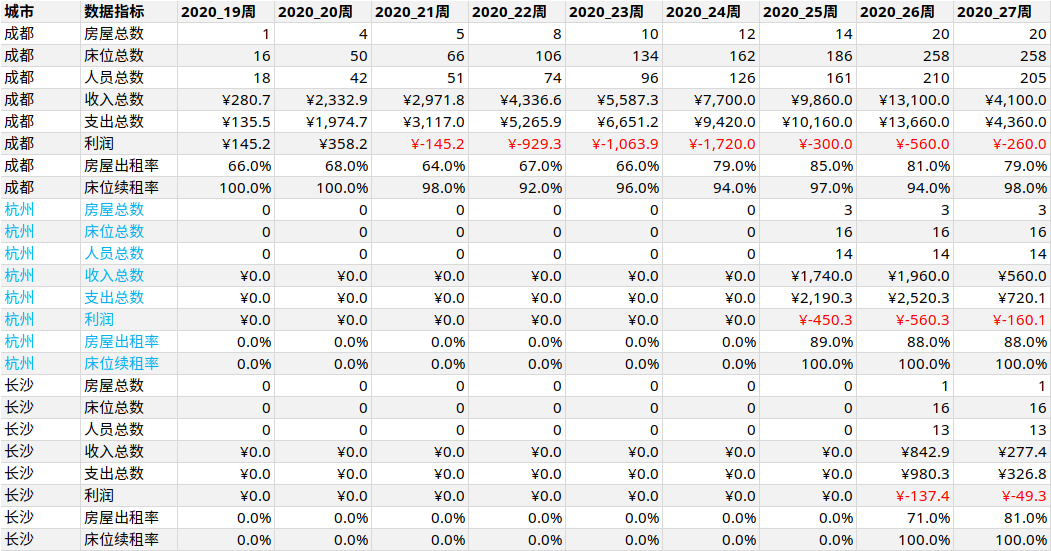 城市 数据指标 2020_19周 2020_20周 2020_21周 2020_22周 2020_23周 2020_24周 2020_25周 2020_26周 2020_27周
成都 房屋总数 1 4 5 8 10 12 14 20 20
成都 床位总数 16 50 66 106 134 162 186 258 258
成都 人员总数 18 42 51 74 96 126 161 210 205
成都 收入总数 ¥280.7 ¥2,332.9 ¥2,971.8 ¥4,336.6 ¥5,587.3 ¥7,700.0 ¥9,860.0 ¥13,100.0 ¥4,100.0
成都 支出总数 ¥135.5 ¥1,974.7 ¥3,117.0 ¥5,265.9 ¥6,651.2 ¥9,420.0 ¥10,160.0 ¥13,660.0 ¥4,360.0
成都 利润 ¥145.2 ¥358.2 ¥-145.2 ¥-929.3 ¥-1,063.9 ¥-1,720.0 ¥-300.0 ¥-560.0 ¥-260.0
成都 房屋出租率 66.0% 68.0% 64.0% 67.0% 66.0% 79.0% 85.0% 81.0% 79.0%
成都 床位续租率 100.0% 100.0% 98.0% 92.0% 96.0% 94.0% 97.0% 94.0% 98.0%
杭州 房屋总数 0 0 0 0 0 0 3 3 3
杭州 床位总数 0 0 0 0 0 0 16 16 16
杭州 人员总数 0 0 0 0 0 0 14 14 14
杭州 收入总数 ¥0.0 ¥0.0 ¥0.0 ¥0.0 ¥0.0 ¥0.0 ¥1,740.0 ¥1,960.0 ¥560.0
杭州 支出总数 ¥0.0 ¥0.0 ¥0.0 ¥0.0 ¥0.0 ¥0.0 ¥2,190.3 ¥2,520.3 ¥720.1
杭州 利润 ¥0.0 ¥0.0 ¥0.0 ¥0.0 ¥0.0 ¥0.0 ¥-450.3 ¥-560.3 ¥-160.1
杭州 房屋出租率 0.0% 0.0% 0.0% 0.0% 0.0% 0.0% 89.0% 88.0% 88.0%
杭州 床位续租率 0.0% 0.0% 0.0% 0.0% 0.0% 0.0% 100.0% 100.0% 100.0%
长沙 房屋总数 0 0 0 0 0 0 0 1 1
长沙 床位总数 0 0 0 0 0 0 0 16 16
长沙 人员总数 0 0 0 0 0 0 0 13 13
长沙 收入总数 ¥0.0 ¥0.0 ¥0.0 ¥0.0 ¥0.0 ¥0.0 ¥0.0 ¥842.9 ¥277.4
长沙 支出总数 ¥0.0 ¥0.0 ¥0.0 ¥0.0 ¥0.0 ¥0.0 ¥0.0 ¥980.3 ¥326.8
长沙 利润 ¥0.0 ¥0.0 ¥0.0 ¥0.0 ¥0.0 ¥0.0 ¥0.0 ¥-137.4 ¥-49.3
长沙 房屋出租率 0.0% 0.0% 0.0% 0.0% 0.0% 0.0% 0.0% 71.0% 81.0%
长沙 床位续租率 0.0% 0.0% 0.0% 0.0% 0.0% 0.0% 0.0% 100.0% 100.0%